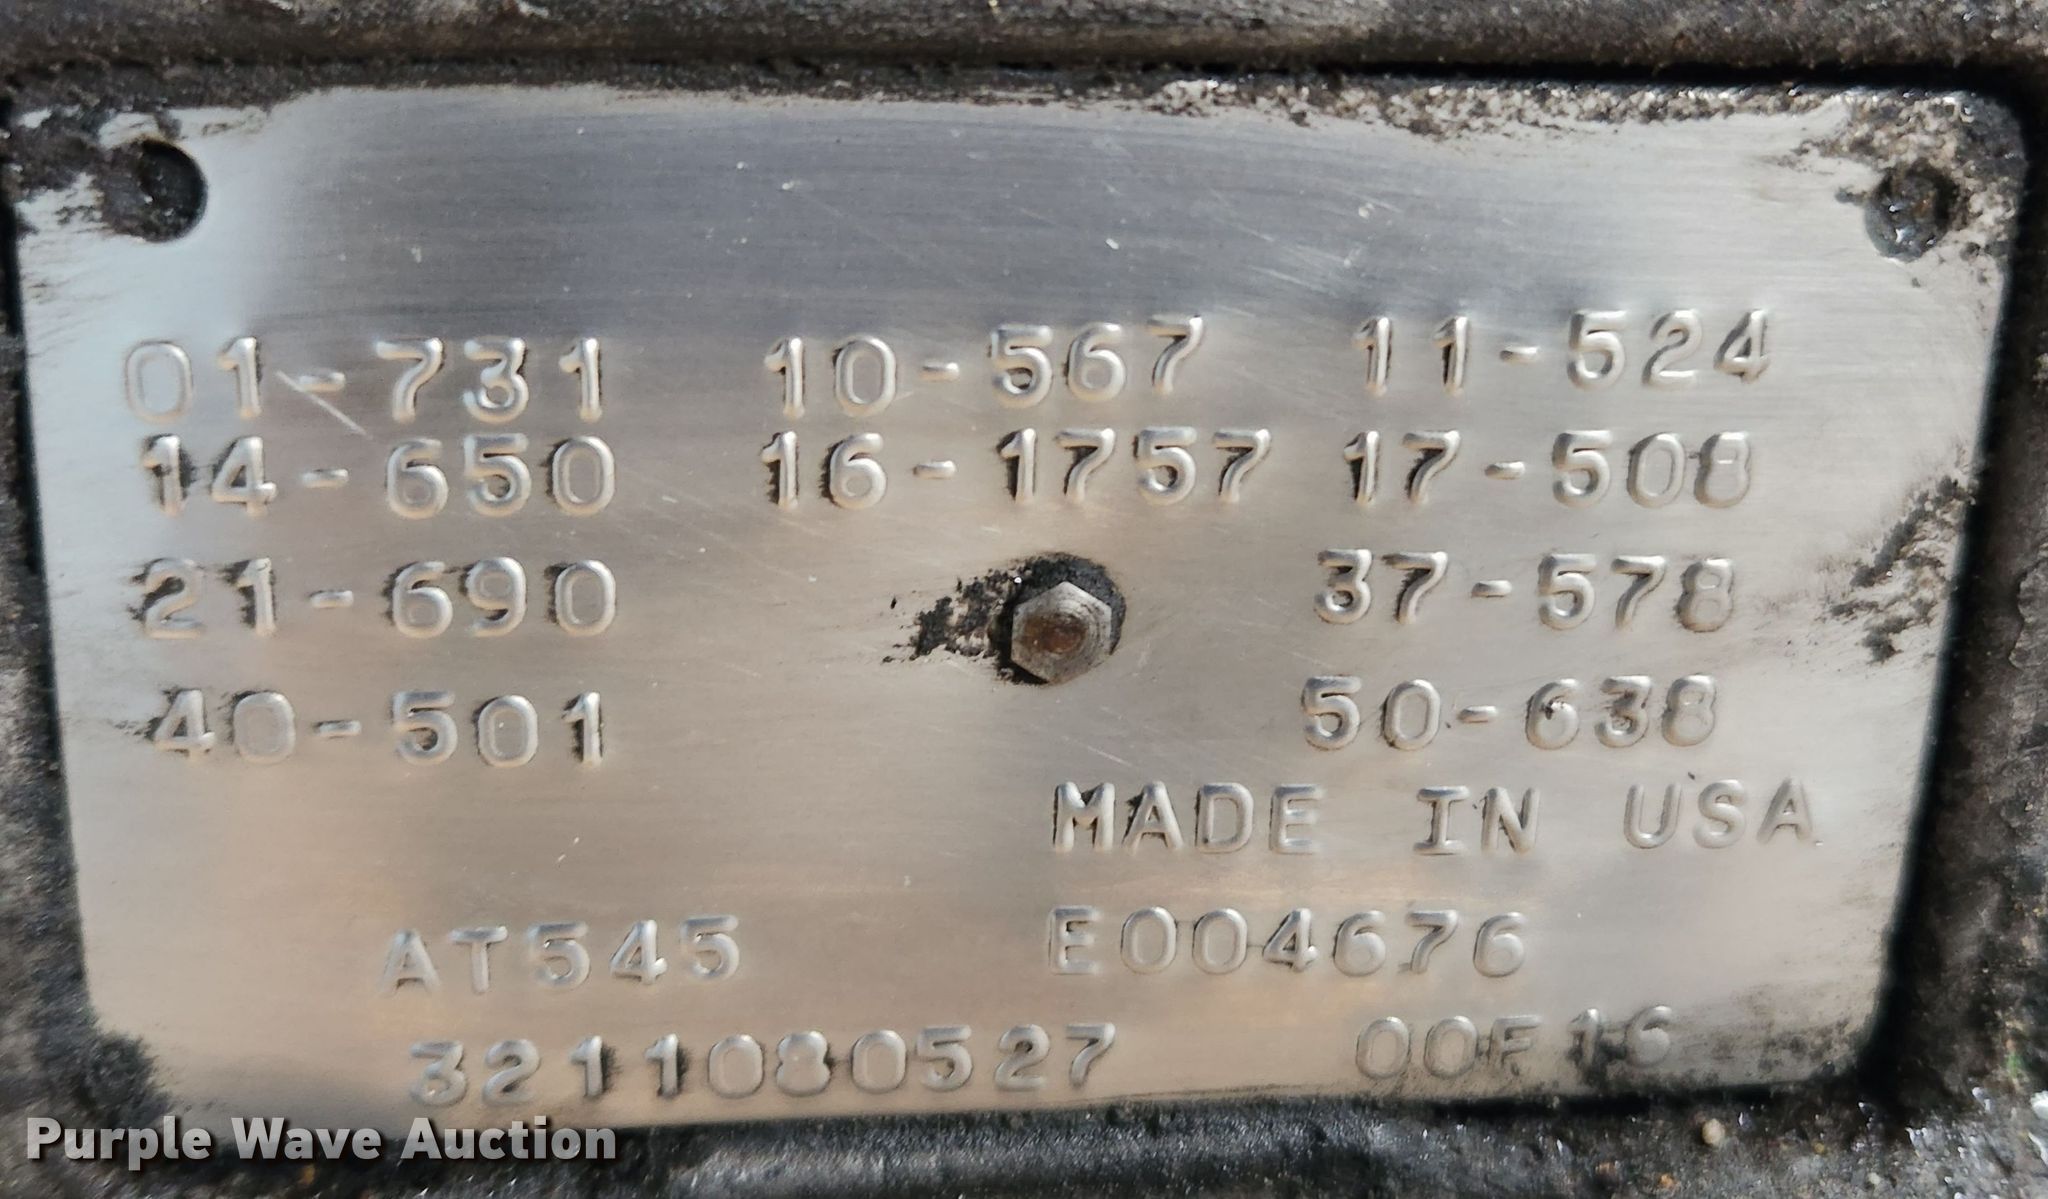 01-731 10-567 11-524
14-650 16-1757 17-508
21-690 37-578
40-501 50-638
MADE IN USA
AT545 E004676
3211080527 00F16
Purple Wave Auction